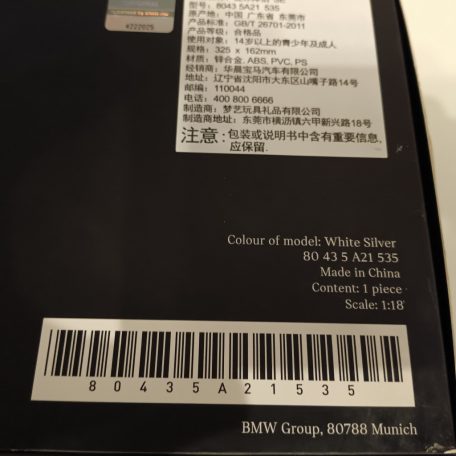 4222025
型号: 8043 5A21 535
原产地: 中国 广东省 东莞市
产品标准: GB/T 26701-2011
产品等级: 合格品
使用对象: 14岁以上的青少年及成人
规格: 325 x 162mm
材质: 锌合金, ABS, PVC, PS
经销商: 华晨宝马汽车有限公司
地址: 辽宁省沈阳市大东区山嘴子路14号
邮编: 110044
电话: 400 800 6666
制造商: 梦艺玩具礼品有限公司
制造商地址: 东莞市横沥镇六甲新兴路18号
注意: 包装或说明书中含有重要信息,
应保留.
Colour of model: White Silver
80 43 5 A21 535
Made in China
Content: 1 piece
Scale: 1:18
80435A21535
BMW Group, 80788 Munich